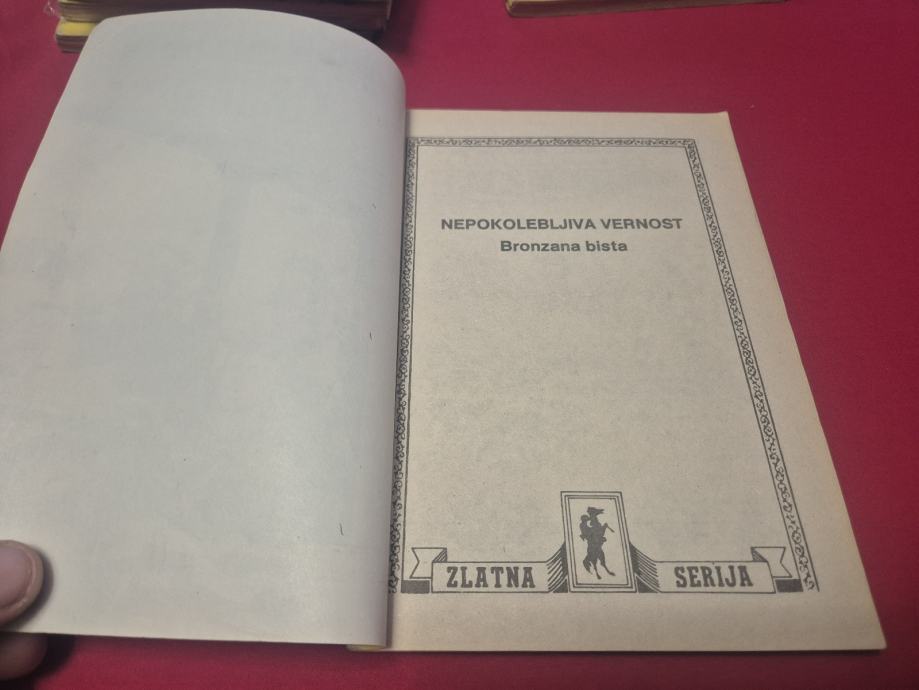 NEPOKOLEBLJIVA VERNOST
Bronzana bista
ZLATNA SERIJA